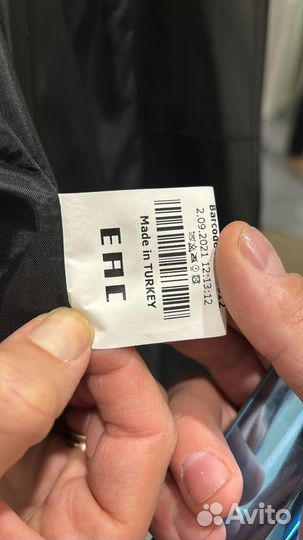 Barcode
2.09.2021 12:13:12
Made in TURKEY
EAC
Avito